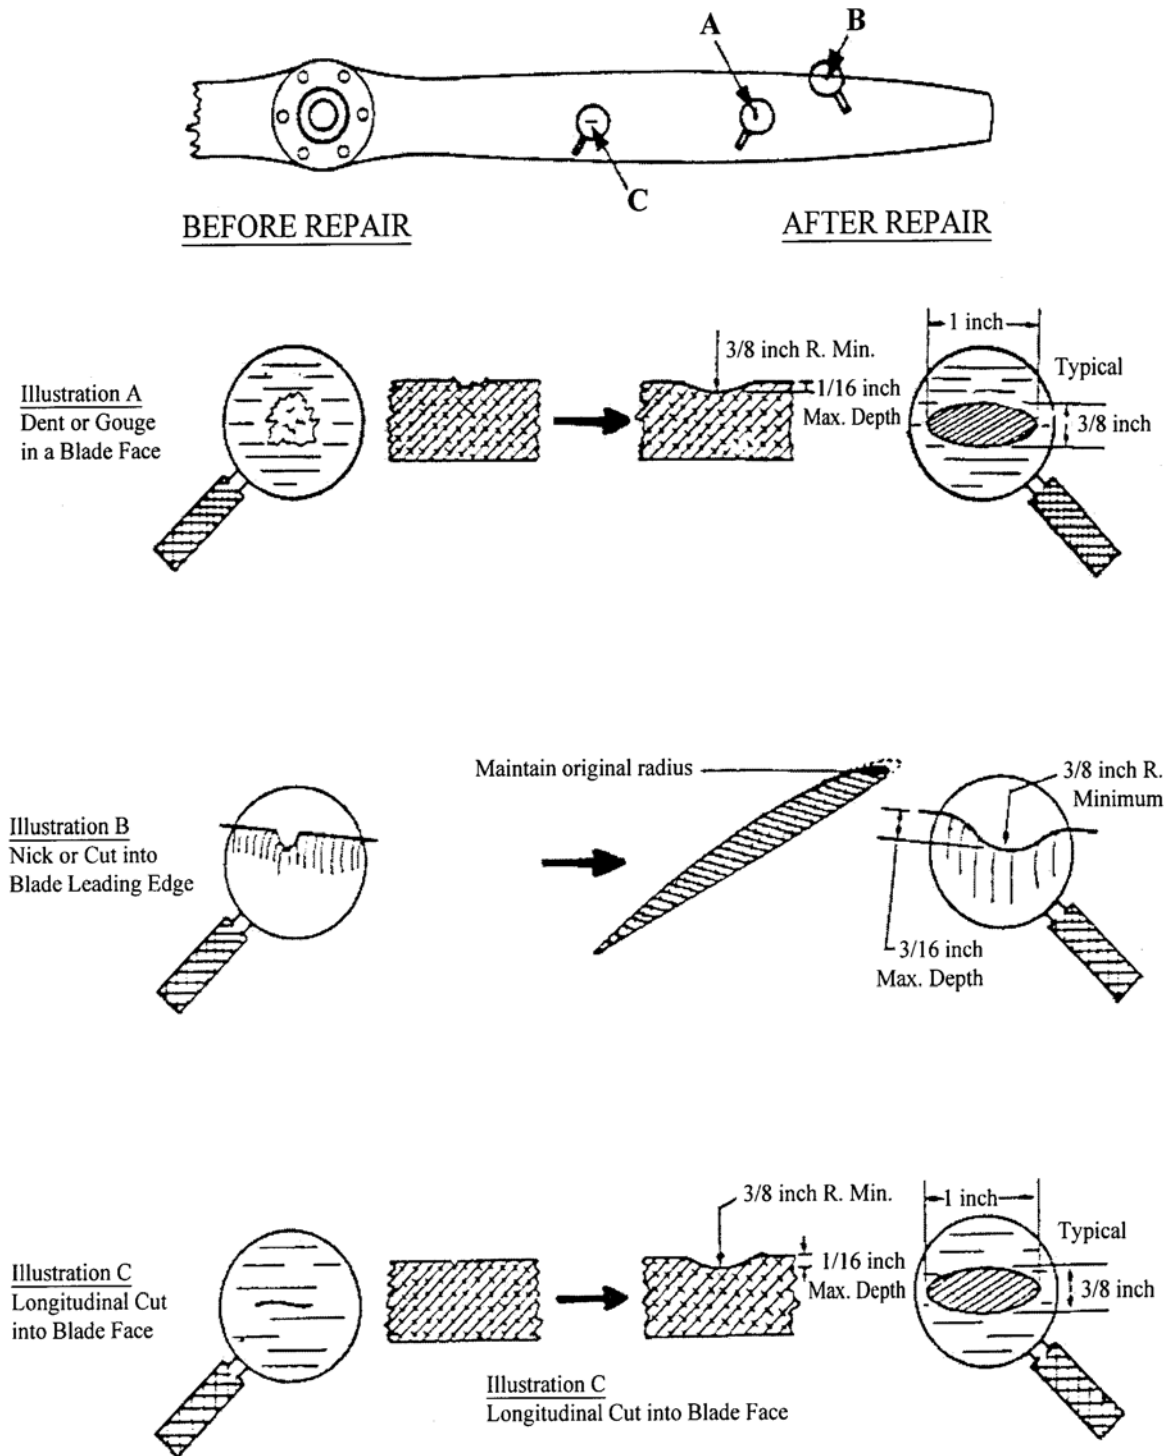 A
B
C
BEFORE REPAIR
AFTER REPAIR
Illustration A
Dent or Gouge
in a Blade Face
3/8 inch R. Min.
1/16 inch
Max. Depth
1 inch
Typical
3/8 inch
Illustration B
Nick or Cut into
Blade Leading Edge
Maintain original radius
3/8 inch R.
Minimum
3/16 inch
Max. Depth
Illustration C
Longitudinal Cut
into Blade Face
3/8 inch R. Min.
1/16 inch
Max. Depth
1 inch
Typical
3/8 inch
Illustration C
Longitudinal Cut into Blade Face